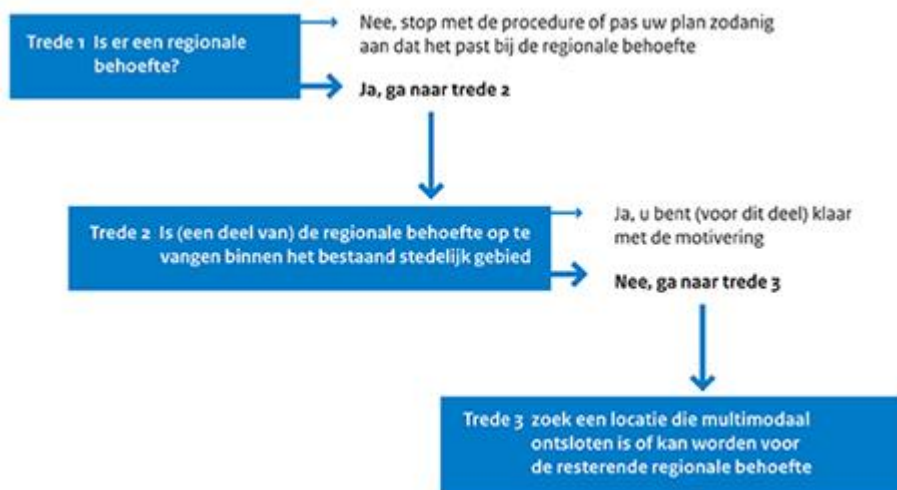 Nee, stop met de procedure of pas uw plan zodanig
aan dat het past bij de regionale behoefte
Trede 1 Is er een regionale
behoefte?
Ja, ga naar trede 2
Ja, u bent (voor dit deel) klaar
met de motivering
Trede 2 Is (een deel van) de regionale behoefte op te
vangen binnen het bestaand stedelijk gebied
Nee, ga naar trede 3
Trede 3 zoek een locatie die multimodaal
ontsloten is of kan worden voor
de resterende regionale behoefte